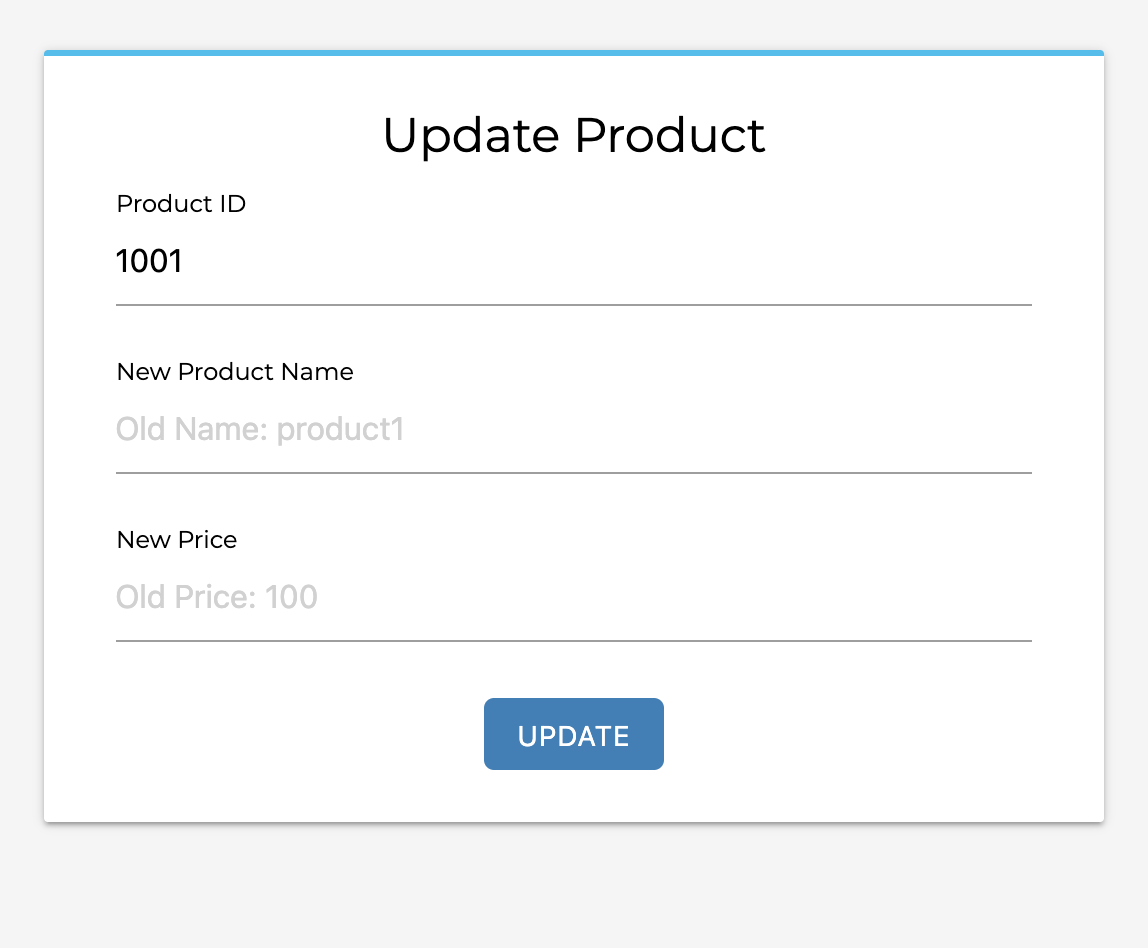 Update Product
Product ID
1001
New Product Name
Old Name: product1
New Price
Old Price: 100
UPDATE